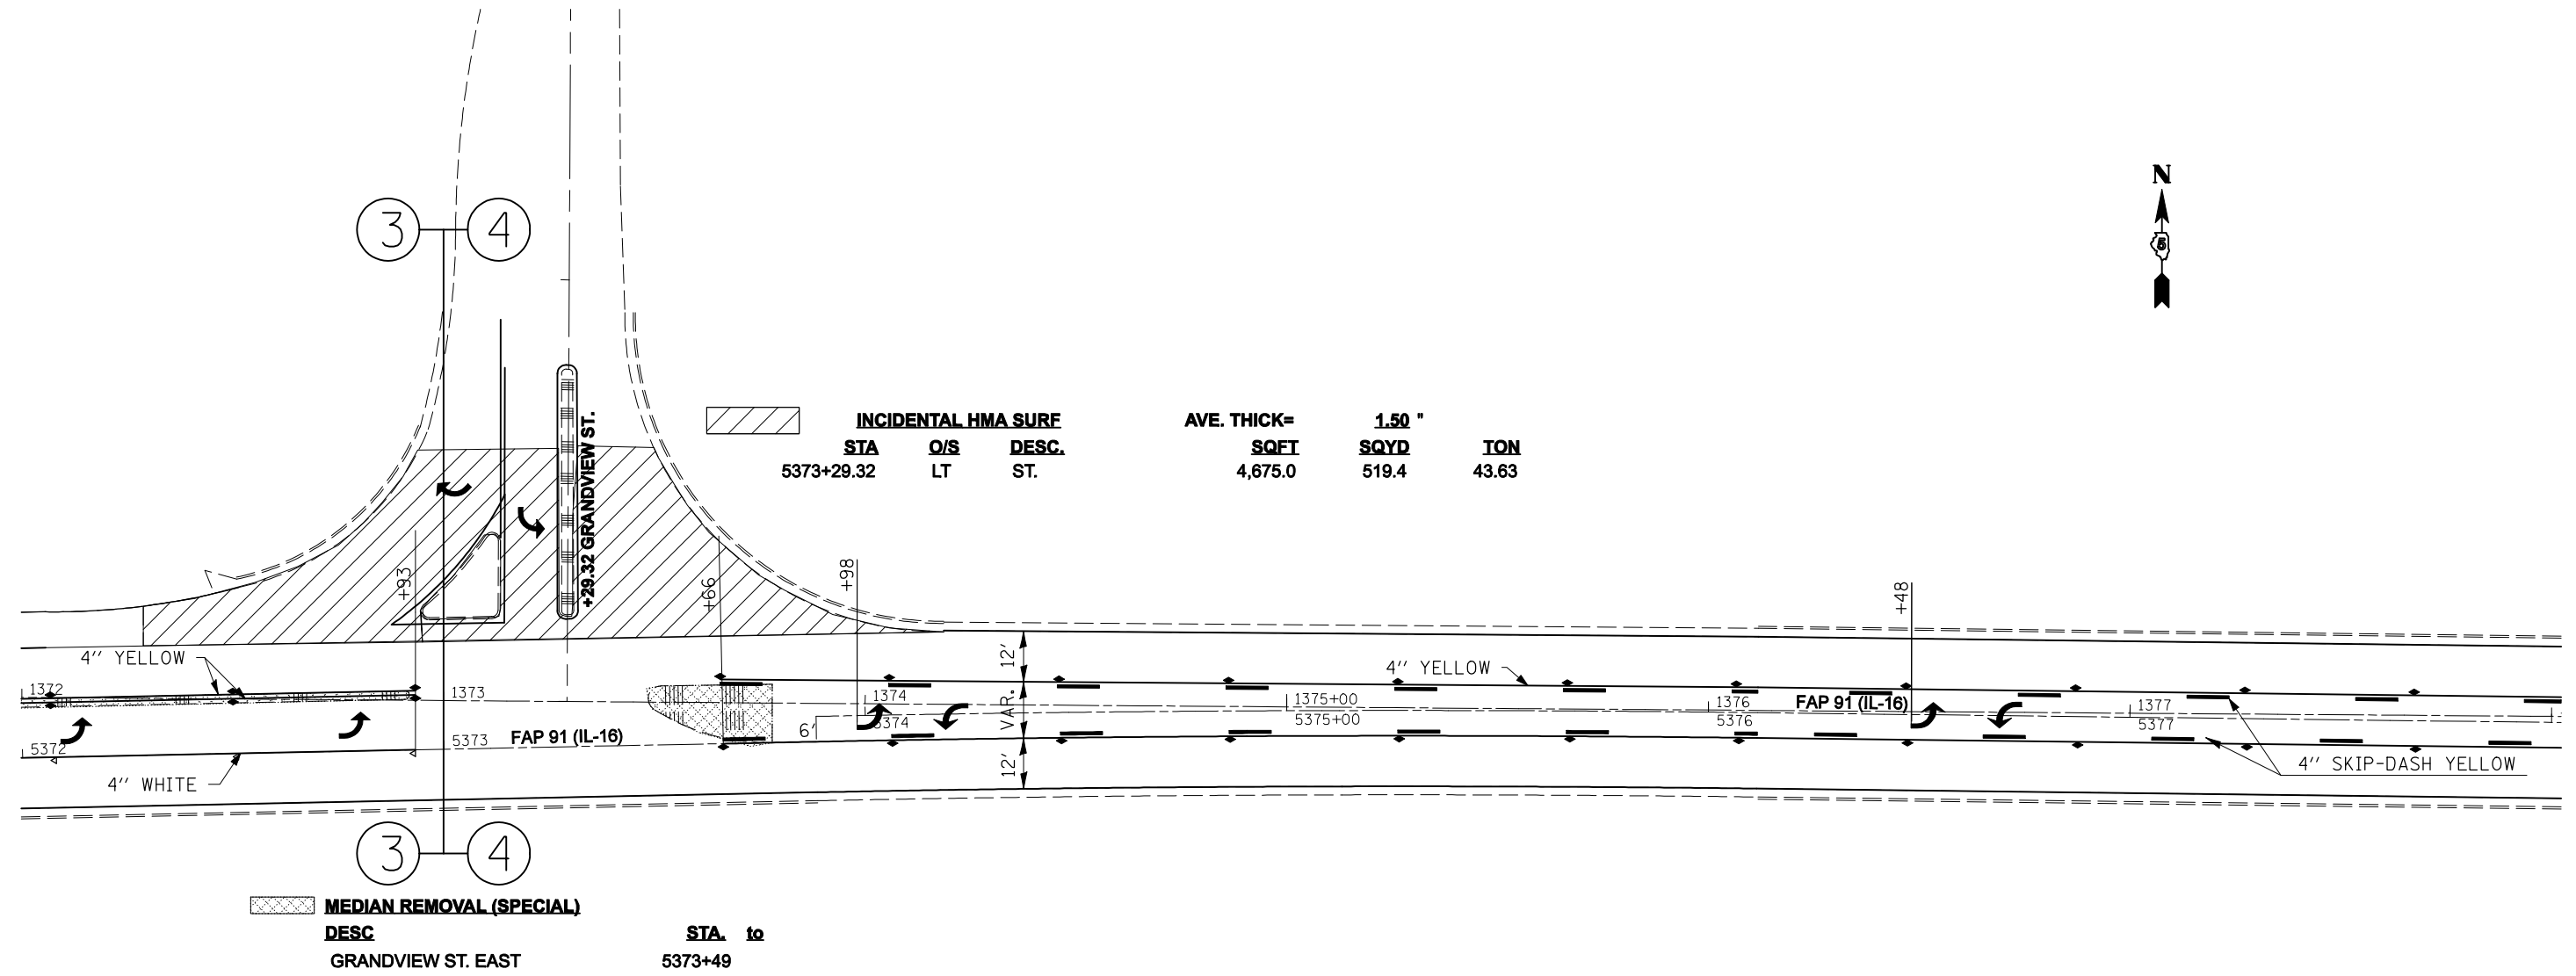 N
5
3 4
INCIDENTAL HMA SURF AVE. THICK= 1.50 "
STA O/S DESC. SQFT SQYD TON
5373+29.32 LT ST. 4,675.0 519.4 43.63
+29.32 GRANDVIEW ST.
+93
+66
+98
+48
4'' YELLOW
12'
4'' YELLOW
1372
1373
1374
1375+00
1376
FAP 91 (IL-16)
1377
VAR.
5372
5373
FAP 91 (IL-16)
6'
5374
5375+00
5376
5377
4'' WHITE
12'
4'' SKIP-DASH YELLOW
3 4
MEDIAN REMOVAL (SPECIAL)
DESC STA. to
GRANDVIEW ST. EAST 5373+49